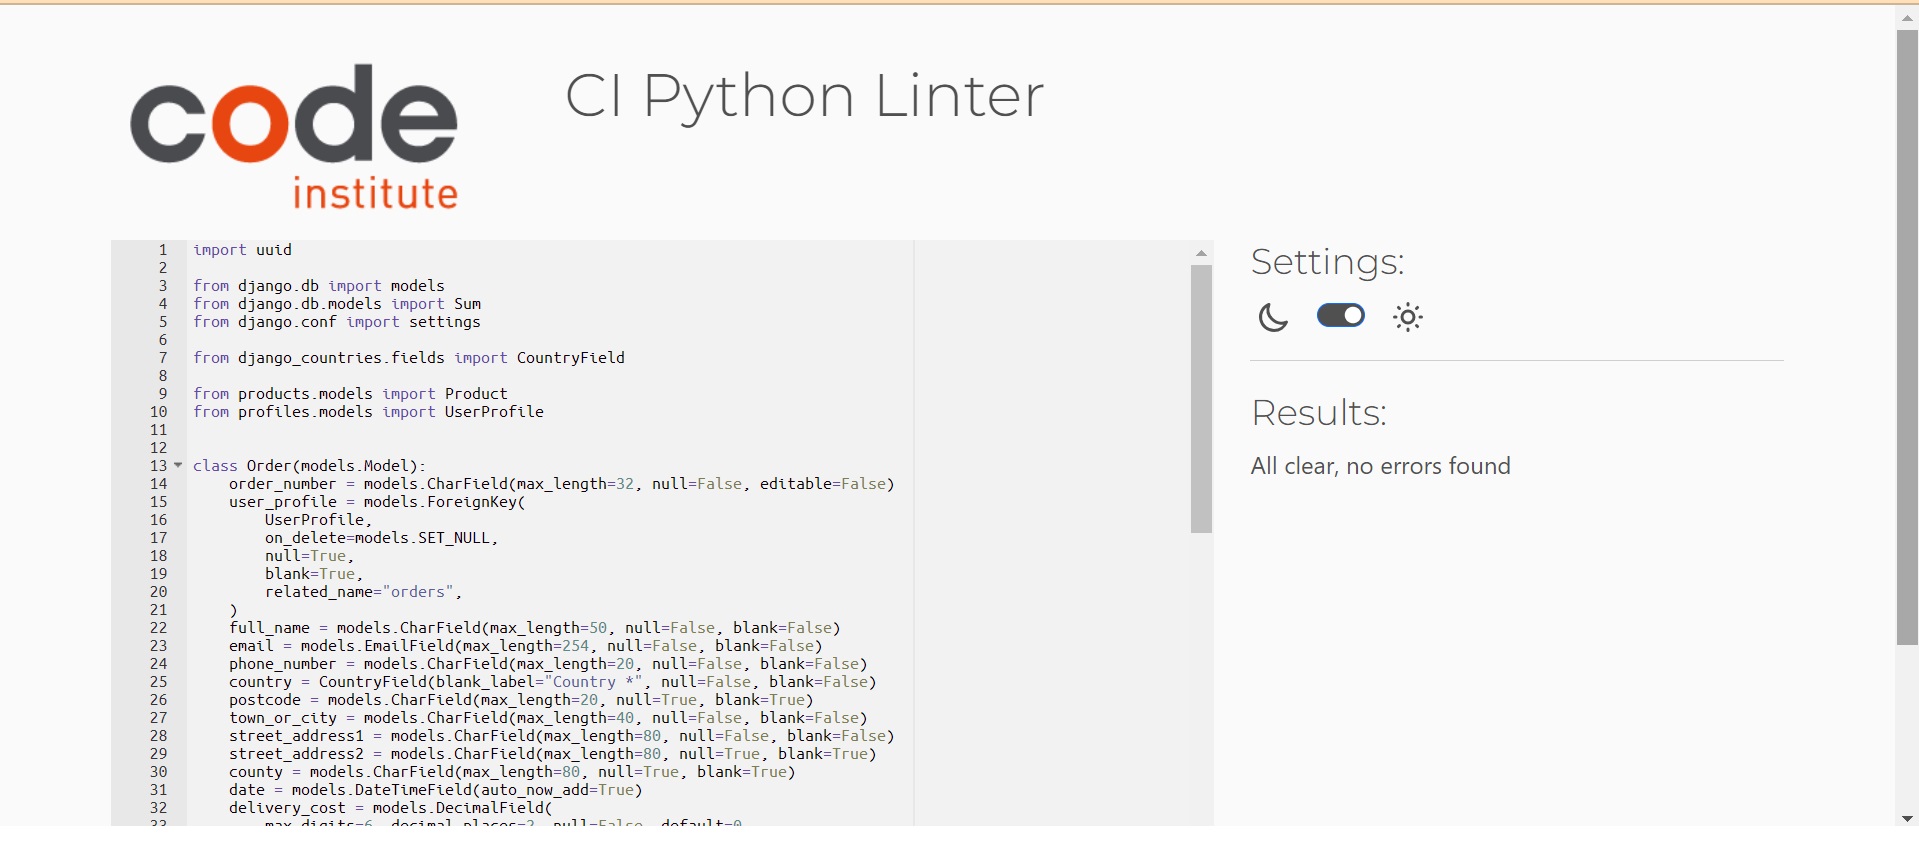 code
institute
CI Python Linter
1 import uuid
2
3 from django.db import models
4 from django.db.models import Sum
5 from django.conf import settings
6
7 from django_countries.fields import CountryField
8
9 from products.models import Product
10 from profiles.models import UserProfile
11
12
13 class Order(models.Model):
14     order_number = models.CharField(max_length=32, null=False, editable=False)
15     user_profile = models.ForeignKey(
16         UserProfile,
17         on_delete=models.SET_NULL,
18         null=True,
19         blank=True,
20         related_name="orders",
21     )
22     full_name = models.CharField(max_length=50, null=False, blank=False)
23     email = models.EmailField(max_length=254, null=False, blank=False)
24     phone_number = models.CharField(max_length=20, null=False, blank=False)
25     country = CountryField(blank_label="Country *", null=False, blank=False)
26     postcode = models.CharField(max_length=20, null=True, blank=True)
27     town_or_city = models.CharField(max_length=40, null=False, blank=False)
28     street_address1 = models.CharField(max_length=80, null=False, blank=False)
29     street_address2 = models.CharField(max_length=80, null=True, blank=True)
30     county = models.CharField(max_length=80, null=True, blank=True)
31     date = models.DateTimeField(auto_now_add=True)
32     delivery_cost = models.DecimalField(
33         max_digits=6, decimal_places=2, null=False, default=0
Settings:
Results:
All clear, no errors found